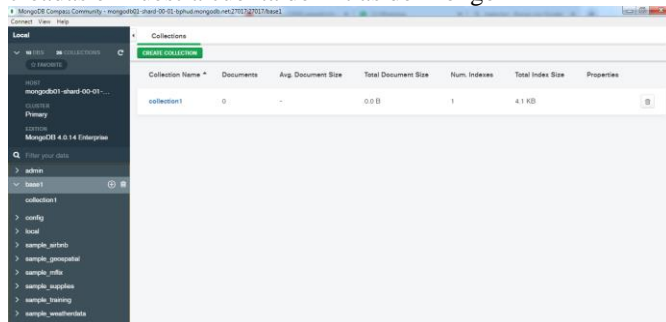 MongoDB Compass Community - mongodb01-shard-00-01-bphud.mongodb.net:27017/base1
Connect View Help
Local
DBS COLLECTIONS
FAVORITE
HOST
mongodb01-shard-00-01-...
CLUSTER
Primary
EDITION
MongoDB 4.0.14 Enterprise
Filter your data
admin
base1
collection1
config
local
sample_airbnb
sample_geospatial
sample_mflix
sample_supplies
sample_training
sample_weatherdata
Collections
CREATE COLLECTION
Collection Name Documents Avg. Document Size Total Document Size Num. Indexes Total Index Size Properties
collection1 0 - 0.0 B 1 4.1 KB